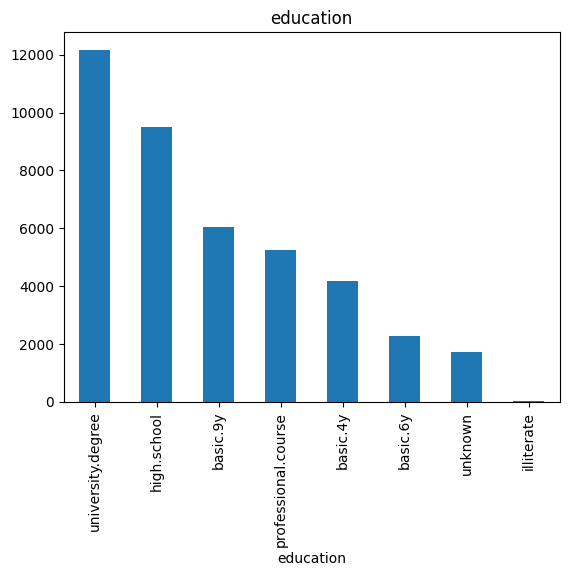 education
12000
10000
8000
6000
4000
2000
0
university.degree
high.school
basic.9y
professional.course
basic.4y
basic.6y
unknown
illiterate
education